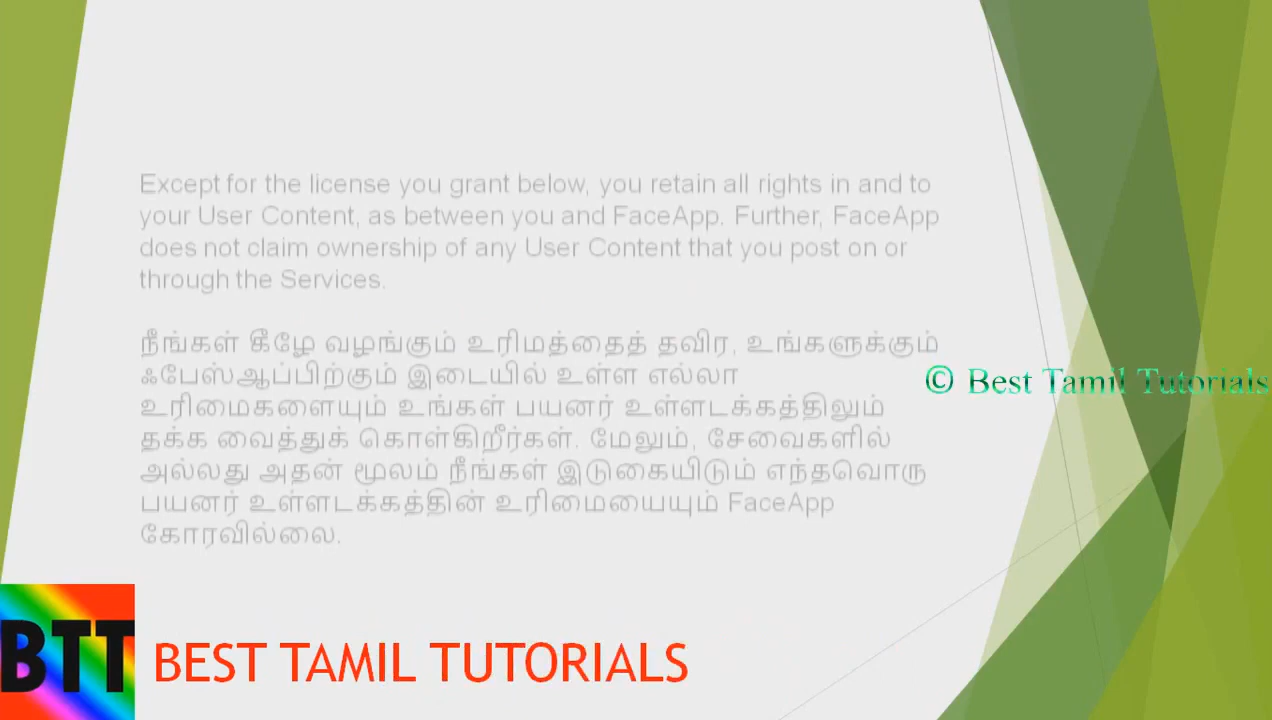 Except for the license you grant below, you retain all rights in and to
your User Content, as between you and FaceApp. Further, FaceApp
does not claim ownership of any User Content that you post on or
through the Services.
நீங்கள் கீழே வழங்கும் உரிமத்தைத் தவிர, உங்களுக்கும்
ஃபேஸ்ஆப்பிற்கும் இடையில் உள்ள எல்லா
உரிமைகளையும் உங்கள் பயனர் உள்ளடக்கத்திலும்
தக்க வைத்துக் கொள்கிறீர்கள். மேலும், சேவைகளில்
அல்லது அதன் மூலம் நீங்கள் இடுகையிடும் எந்தவொரு
பயனர் உள்ளடக்கத்தின் உரிமையையும் FaceApp
கோரவில்லை.
© Best Tamil Tutorials
BTT
BEST TAMIL TUTORIALS